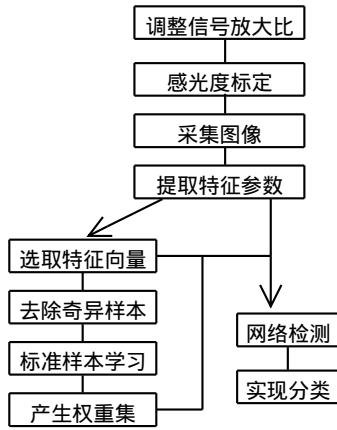 调整信号放大比
感光度标定
采集图像
提取特征参数
选取特征向量
去除奇异样本
标准样本学习
产生权重集
网络检测
实现分类